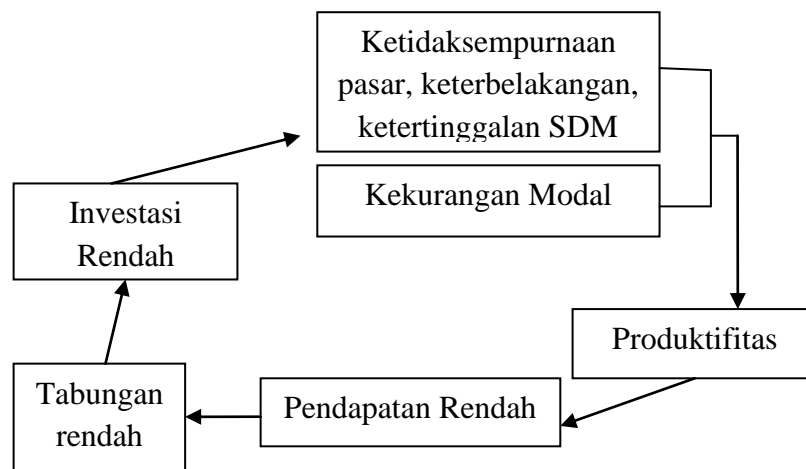 Ketidaksempurnaan
pasar, keterbelakangan,
ketertinggalan SDM
Kekurangan Modal
Investasi
Rendah
Produktifitas
Pendapatan Rendah
Tabungan
rendah